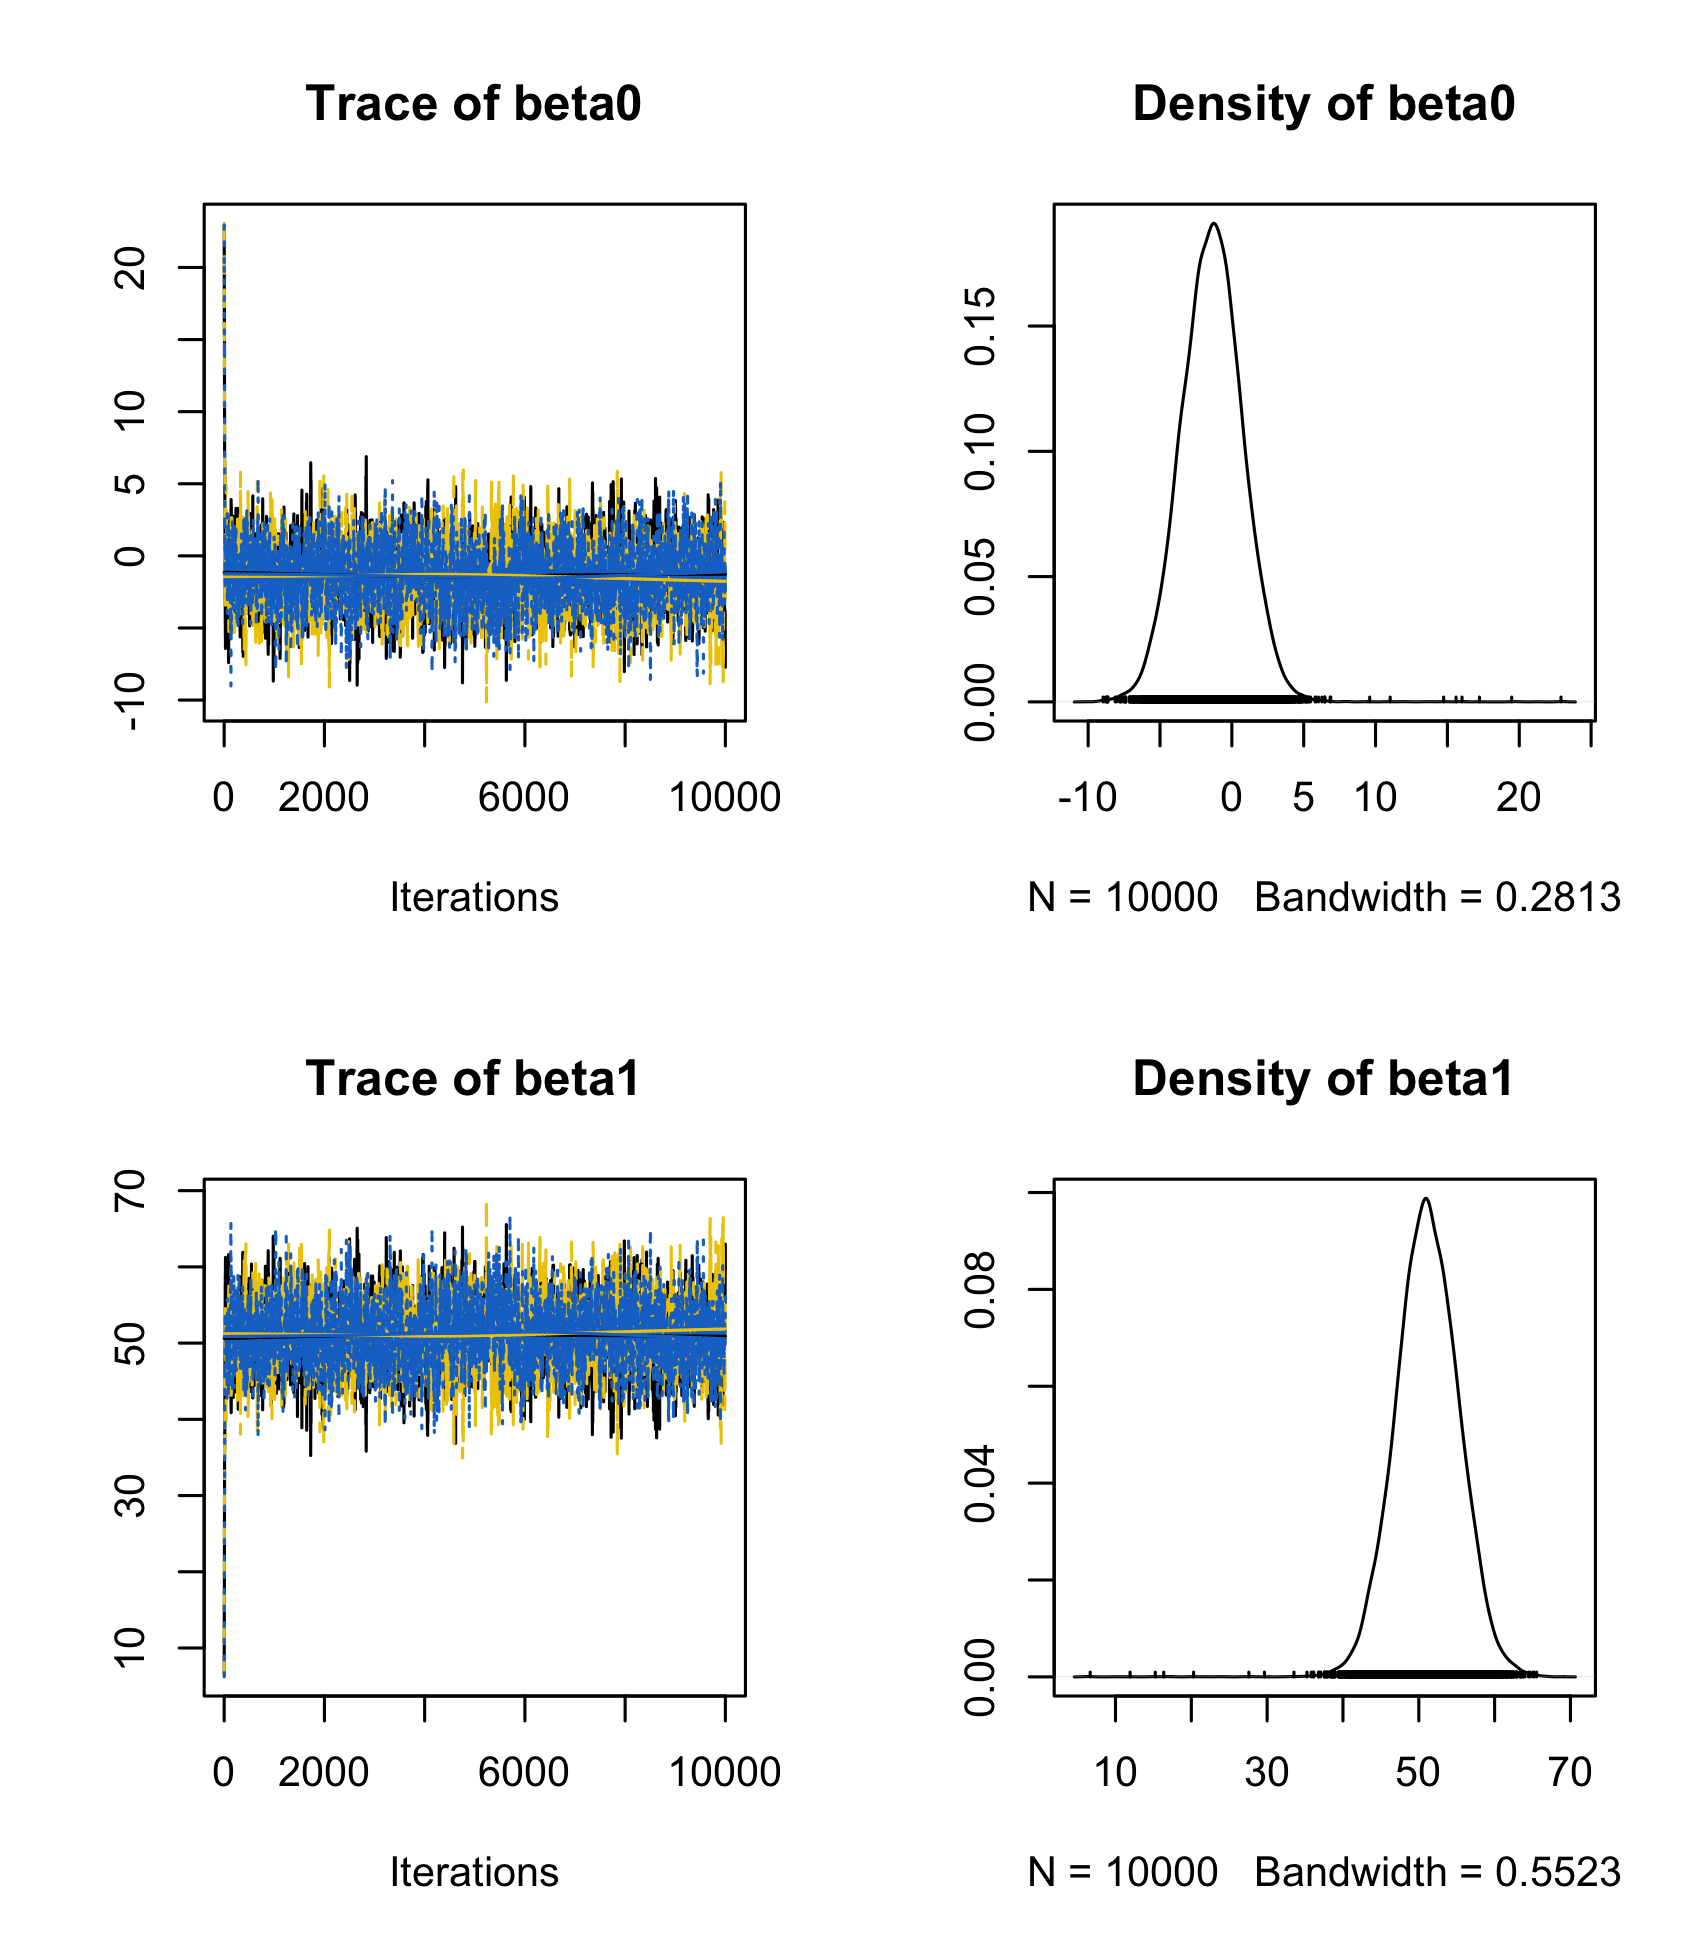 Trace of beta0
20
10
5
0
-10
0 2000 6000 10000
Iterations
Density of beta0
0.15
0.10
0.05
0.00
-10 0 5 10 20
N = 10000 Bandwidth = 0.2813
Trace of beta1
70
50
30
10
0 2000 6000 10000
Iterations
Density of beta1
0.08
0.04
0.00
10 30 50 70
N = 10000 Bandwidth = 0.5523